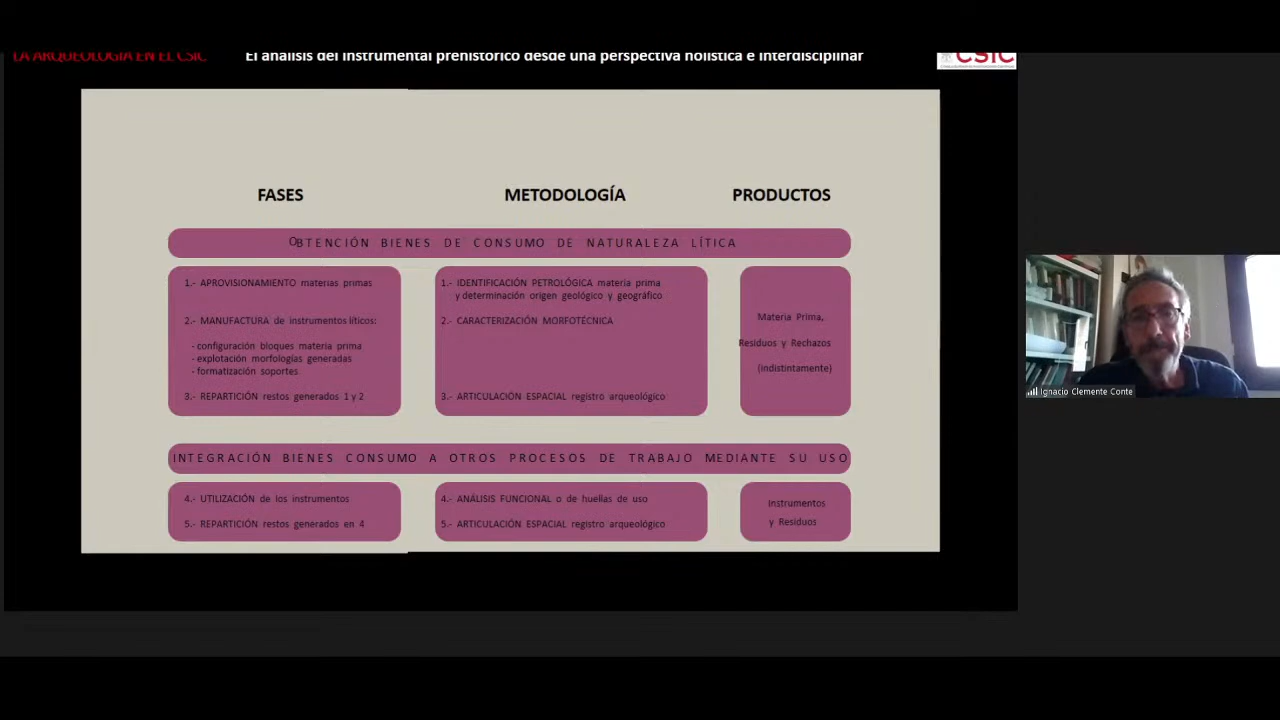 LA ARQUEOLOGÍA EN EL CSIC
El análisis del instrumental prehistórico desde una perspectiva holística e interdisciplinar
CSIC
FASES
METODOLOGÍA
PRODUCTOS
OBTENCIÓN BIENES DE CONSUMO DE NATURALEZA LÍTICA
1.- APROVISIONAMIENTO materias primas
2.- MANUFACTURA de instrumentos líticos:
- configuración bloques materia prima
- explotación morfologías generadas
- formatización soportes
3.- REPARTICIÓN restos generados 1 y 2
1.- IDENTIFICACIÓN PETROLÓGICA materia prima
y determinación origen geológico y geográfico
2.- CARACTERIZACIÓN MORFOTÉCNICA
3.- ARTICULACIÓN ESPACIAL registro arqueológico
Materia Prima,
Residuos y Rechazos
(indistintamente)
INTEGRACIÓN BIENES CONSUMO A OTROS PROCESOS DE TRABAJO MEDIANTE SU USO
4.- UTILIZACIÓN de los instrumentos
5.- REPARTICIÓN restos generados en 4
4.- ANÁLISIS FUNCIONAL o de huellas de uso
5.- ARTICULACIÓN ESPACIAL registro arqueológico
Instrumentos
y Residuos
Ignacio Clemente Conte